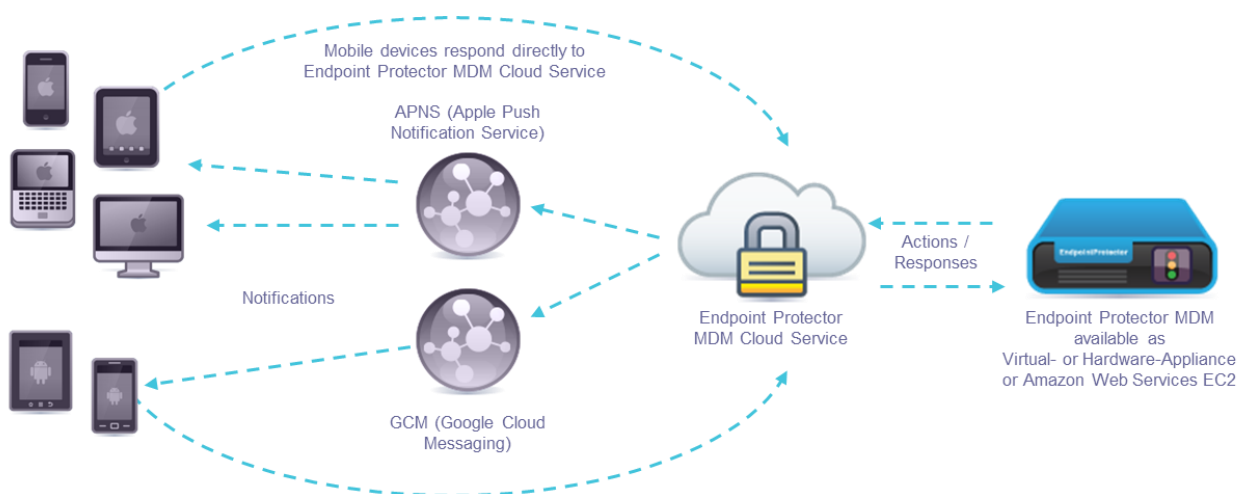 Mobile devices respond directly to
Endpoint Protector MDM Cloud Service
APNS (Apple Push
Notification Service)
Notifications
GCM (Google Cloud
Messaging)
Endpoint Protector
MDM Cloud Service
Actions /
Responses
EndpointProtector
Endpoint Protector MDM
available as
Virtual- or Hardware-Appliance
or Amazon Web Services EC2